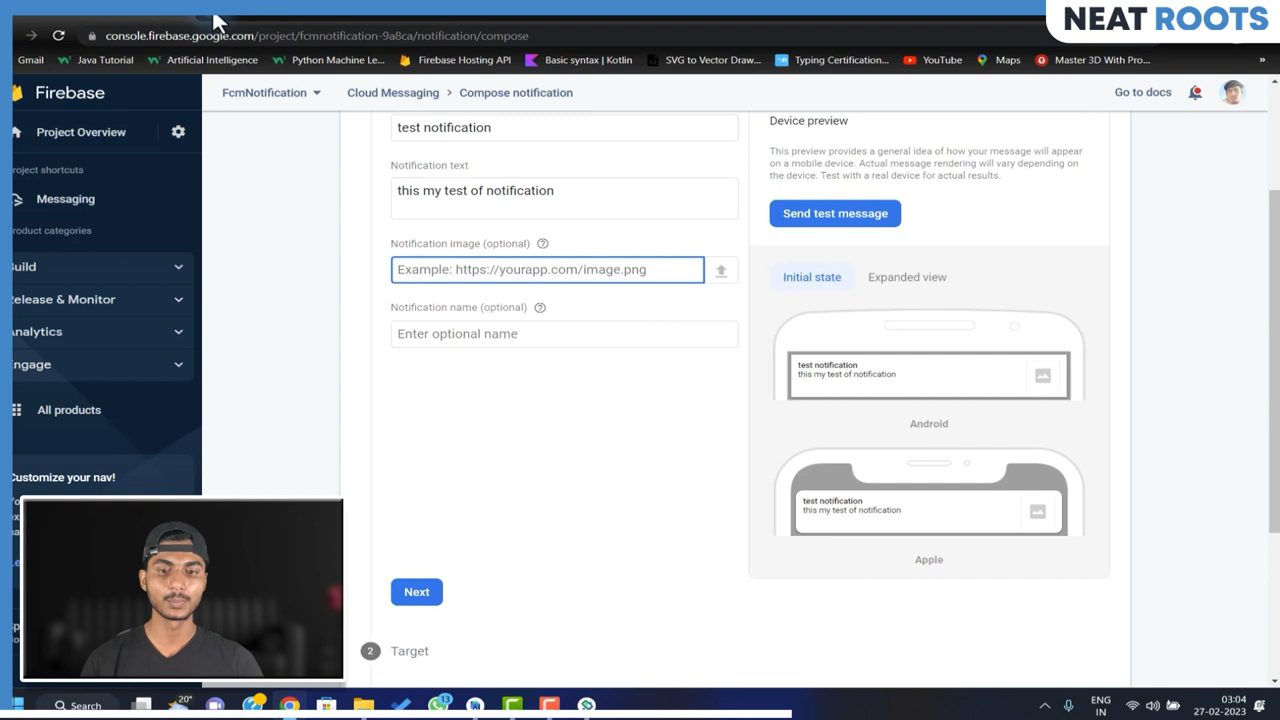 NEAT ROOTS
console.firebase.google.com/project/fcmnotification-9a8ca/notification/compose
Gmail
Java Tutorial
Artificial Intelligence
Python Machine Le...
Firebase Hosting API
Basic syntax | Kotlin
SVG to Vector Draw...
Typing Certification...
YouTube
Maps
Master 3D With Pro...
»
Firebase
FcmNotification
Cloud Messaging > Compose notification
Go to docs
Project Overview
roject shortcuts
Messaging
roduct categories
uild
elease & Monitor
nalytics
ngage
All products
ustomize your nav!
test notification
Notification text
this my test of notification
Notification image (optional)
Example: https://yourapp.com/image.png
Notification name (optional)
Enter optional name
Next
2 Target
Device preview
This preview provides a general idea of how your message will appear
on a mobile device. Actual message rendering will vary depending on
the device. Test with a real device for actual results.
Send test message
Initial state
Expanded view
test notification
this my test of notification
Android
test notification
this my test of notification
Apple
Search
20°
13
ENG
IN
03:04
27-02-2023